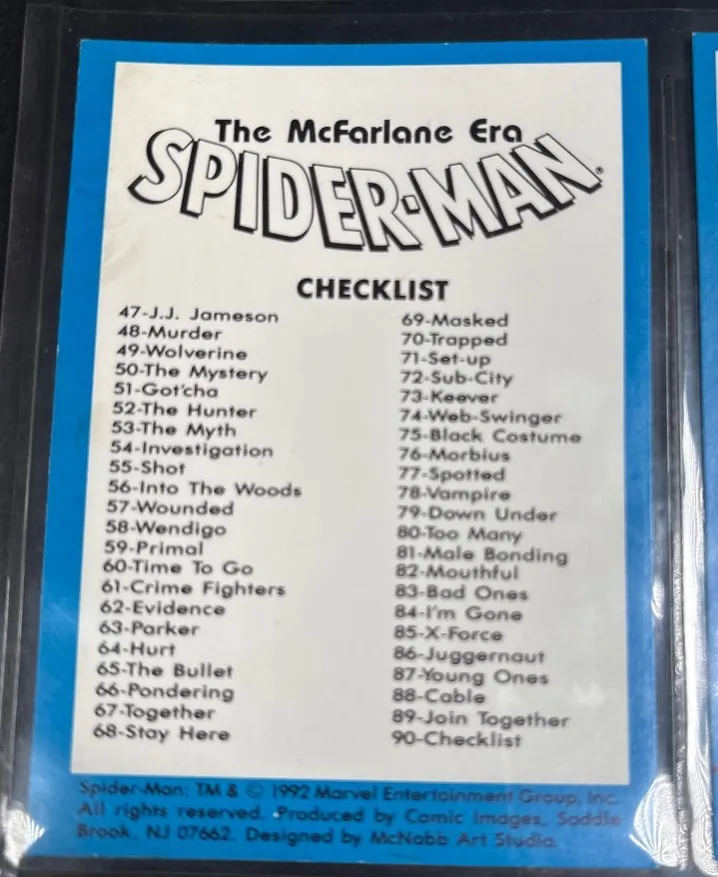 The McFarlane Era
SPIDER-MAN®
CHECKLIST
47-J.J. Jameson
48-Murder
49-Wolverine
50-The Mystery
51-Got'cha
52-The Hunter
53-The Myth
54-Investigation
55-Shot
56-Into The Woods
57-Wounded
58-Wendigo
59-Primal
60-Time To Go
61-Crime Fighters
62-Evidence
63-Parker
64-Hurt
65-The Bullet
66-Pondering
67-Together
68-Stay Here
69-Masked
70-Trapped
71-Set-up
72-Sub-City
73-Keever
74-Web-Swinger
75-Black Costume
76-Morbius
77-Spotted
78-Vampire
79-Down Under
80-Too Many
81-Male Bonding
82-Mouthful
83-Bad Ones
84-I'm Gone
85-X-Force
86-Juggernaut
87-Young Ones
88-Cable
89-Join Together
90-Checklist
Spider-Man: TM & © 1992 Marvel Entertainment Group, Inc.
All rights reserved. Produced by Comic Images, Saddle
Brook, NJ 07662. Designed by McNabb Art Studio.